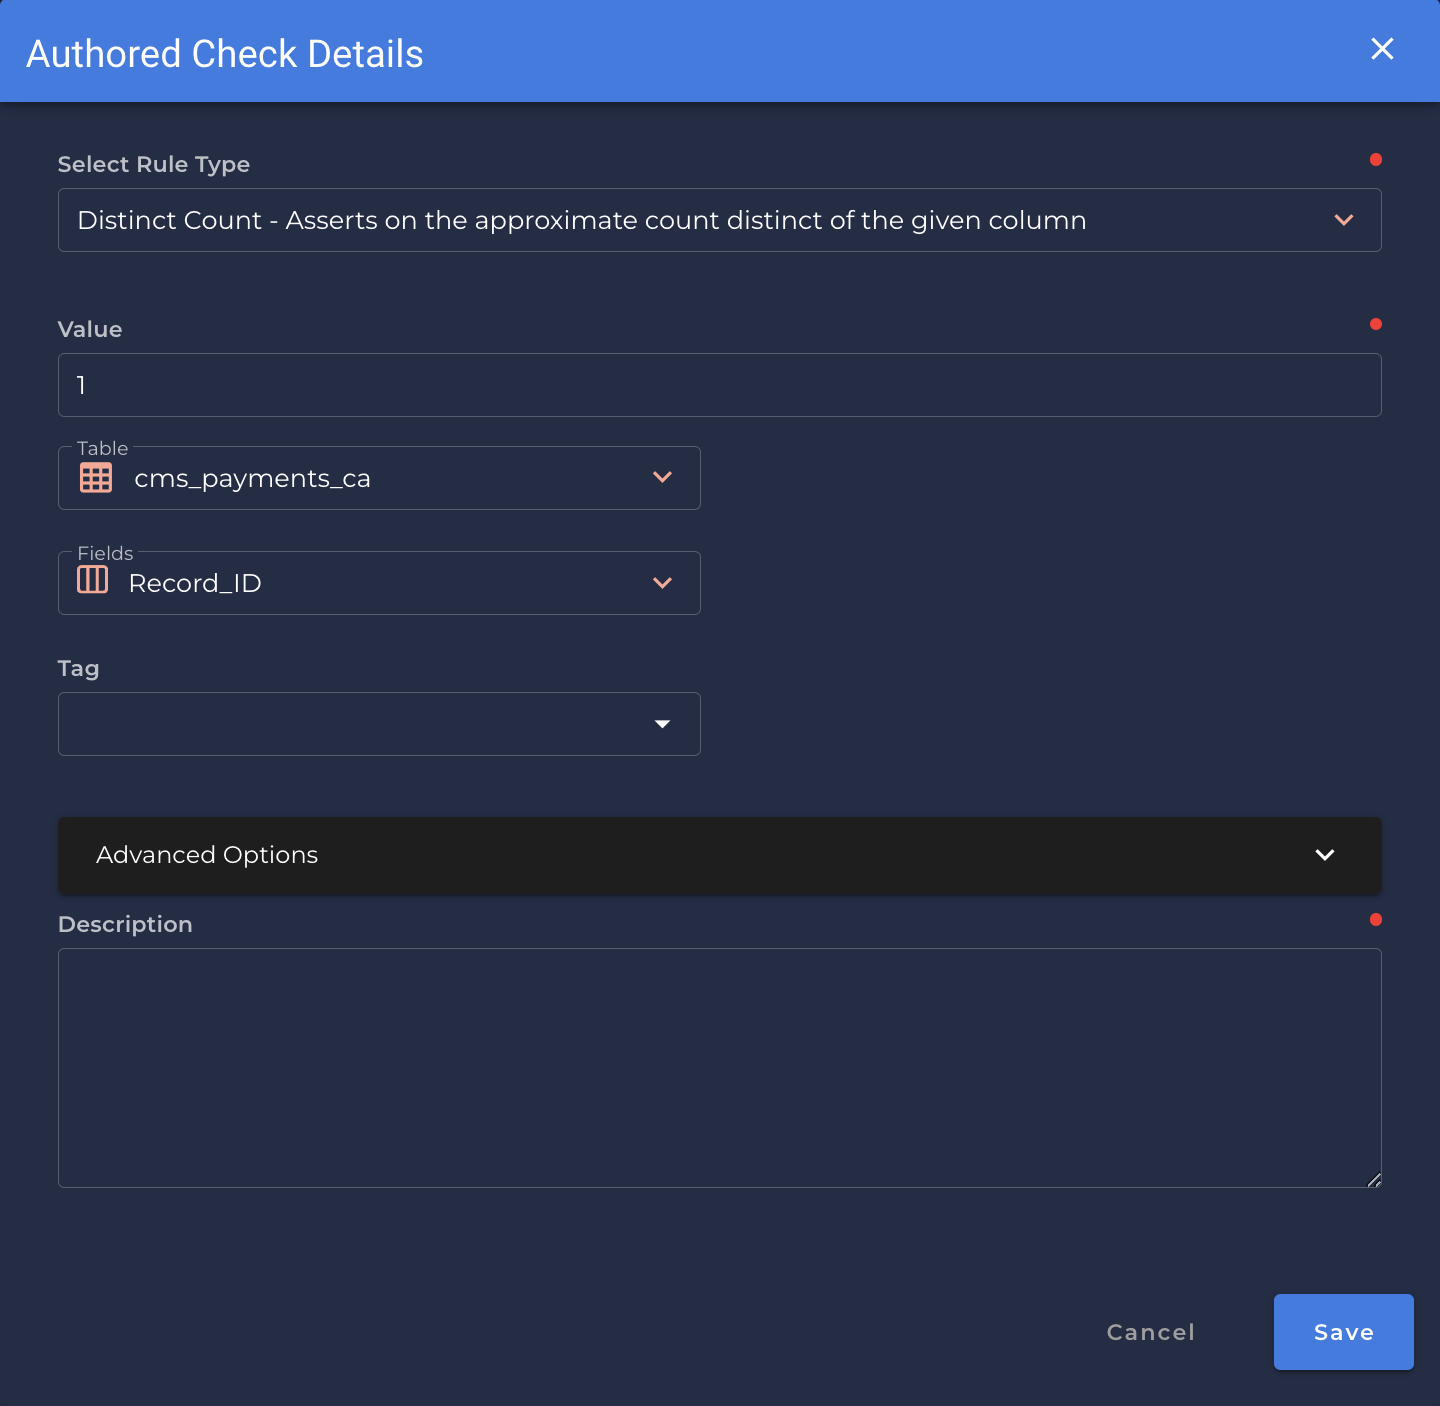 Authored Check Details
Select Rule Type
Distinct Count - Asserts on the approximate count distinct of the given column
Value
1
Table
cms_payments_ca
Fields
Record_ID
Tag
Advanced Options
Description
Cancel
Save